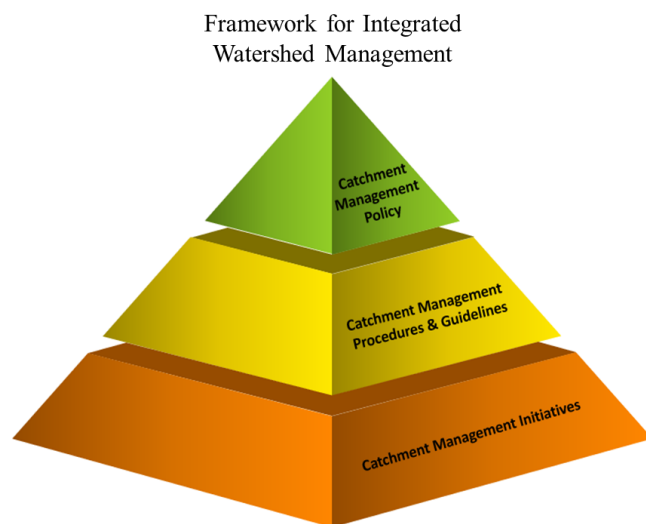 Framework for Integrated
Watershed Management
Catchment
Management
Policy
Catchment Management
Procedures & Guidelines
Catchment Management Initiatives